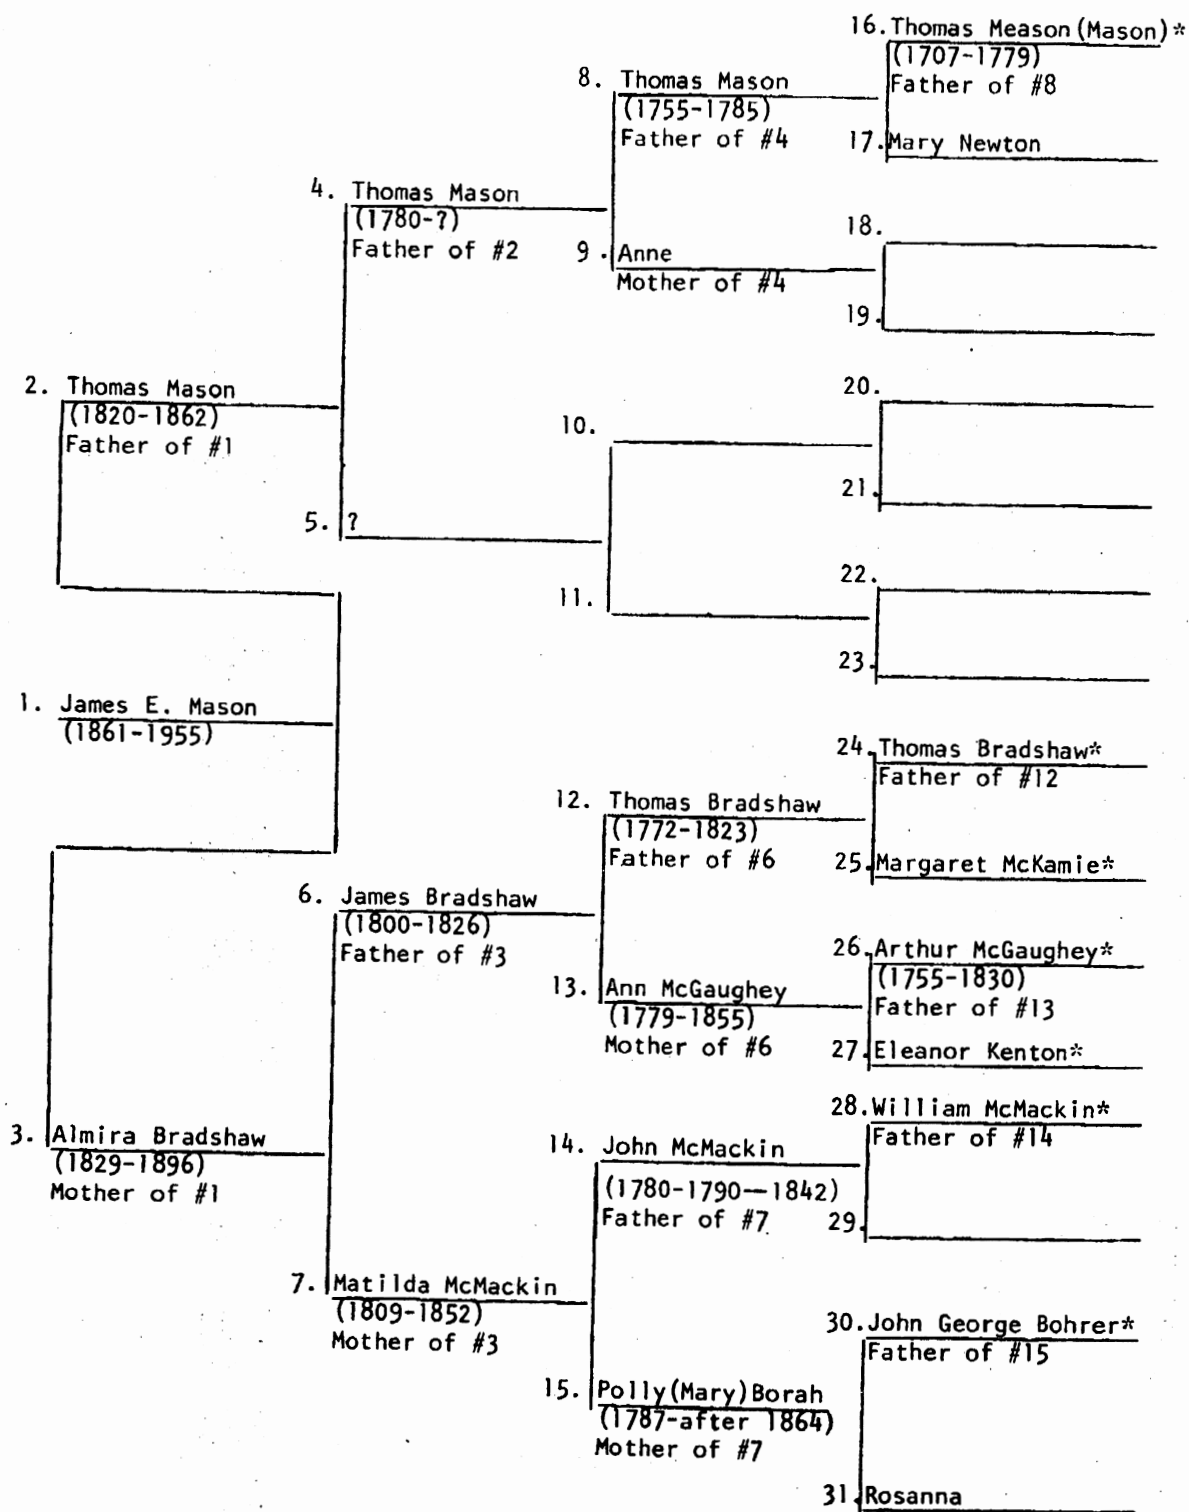 16. Thomas Meason (Mason)*
(1707-1779)
Father of #8
8. Thomas Mason
(1755-1785)
Father of #4
17. Mary Newton
4. Thomas Mason
(1780-?)
Father of #2
9. Anne
Mother of #4
18.
19.
2. Thomas Mason
(1820-1862)
Father of #1
20.
10.
21.
5. ?
22.
11.
23.
1. James E. Mason
(1861-1955)
24. Thomas Bradshaw*
Father of #12
12. Thomas Bradshaw
(1772-1823)
Father of #6
25. Margaret McKamie*
6. James Bradshaw
(1800-1826)
Father of #3
26. Arthur McGaughey*
(1755-1830)
Father of #13
13. Ann McGaughey
(1779-1855)
Mother of #6
27. Eleanor Kenton*
3. Almira Bradshaw
(1829-1896)
Mother of #1
28. William McMackin*
Father of #14
14. John McMackin
(1780-1790—1842)
Father of #7
29.
7. Matilda McMackin
(1809-1852)
Mother of #3
30. John George Bohrer*
Father of #15
15. Polly (Mary) Borah
(1787-after 1864)
Mother of #7
31. Rosanna